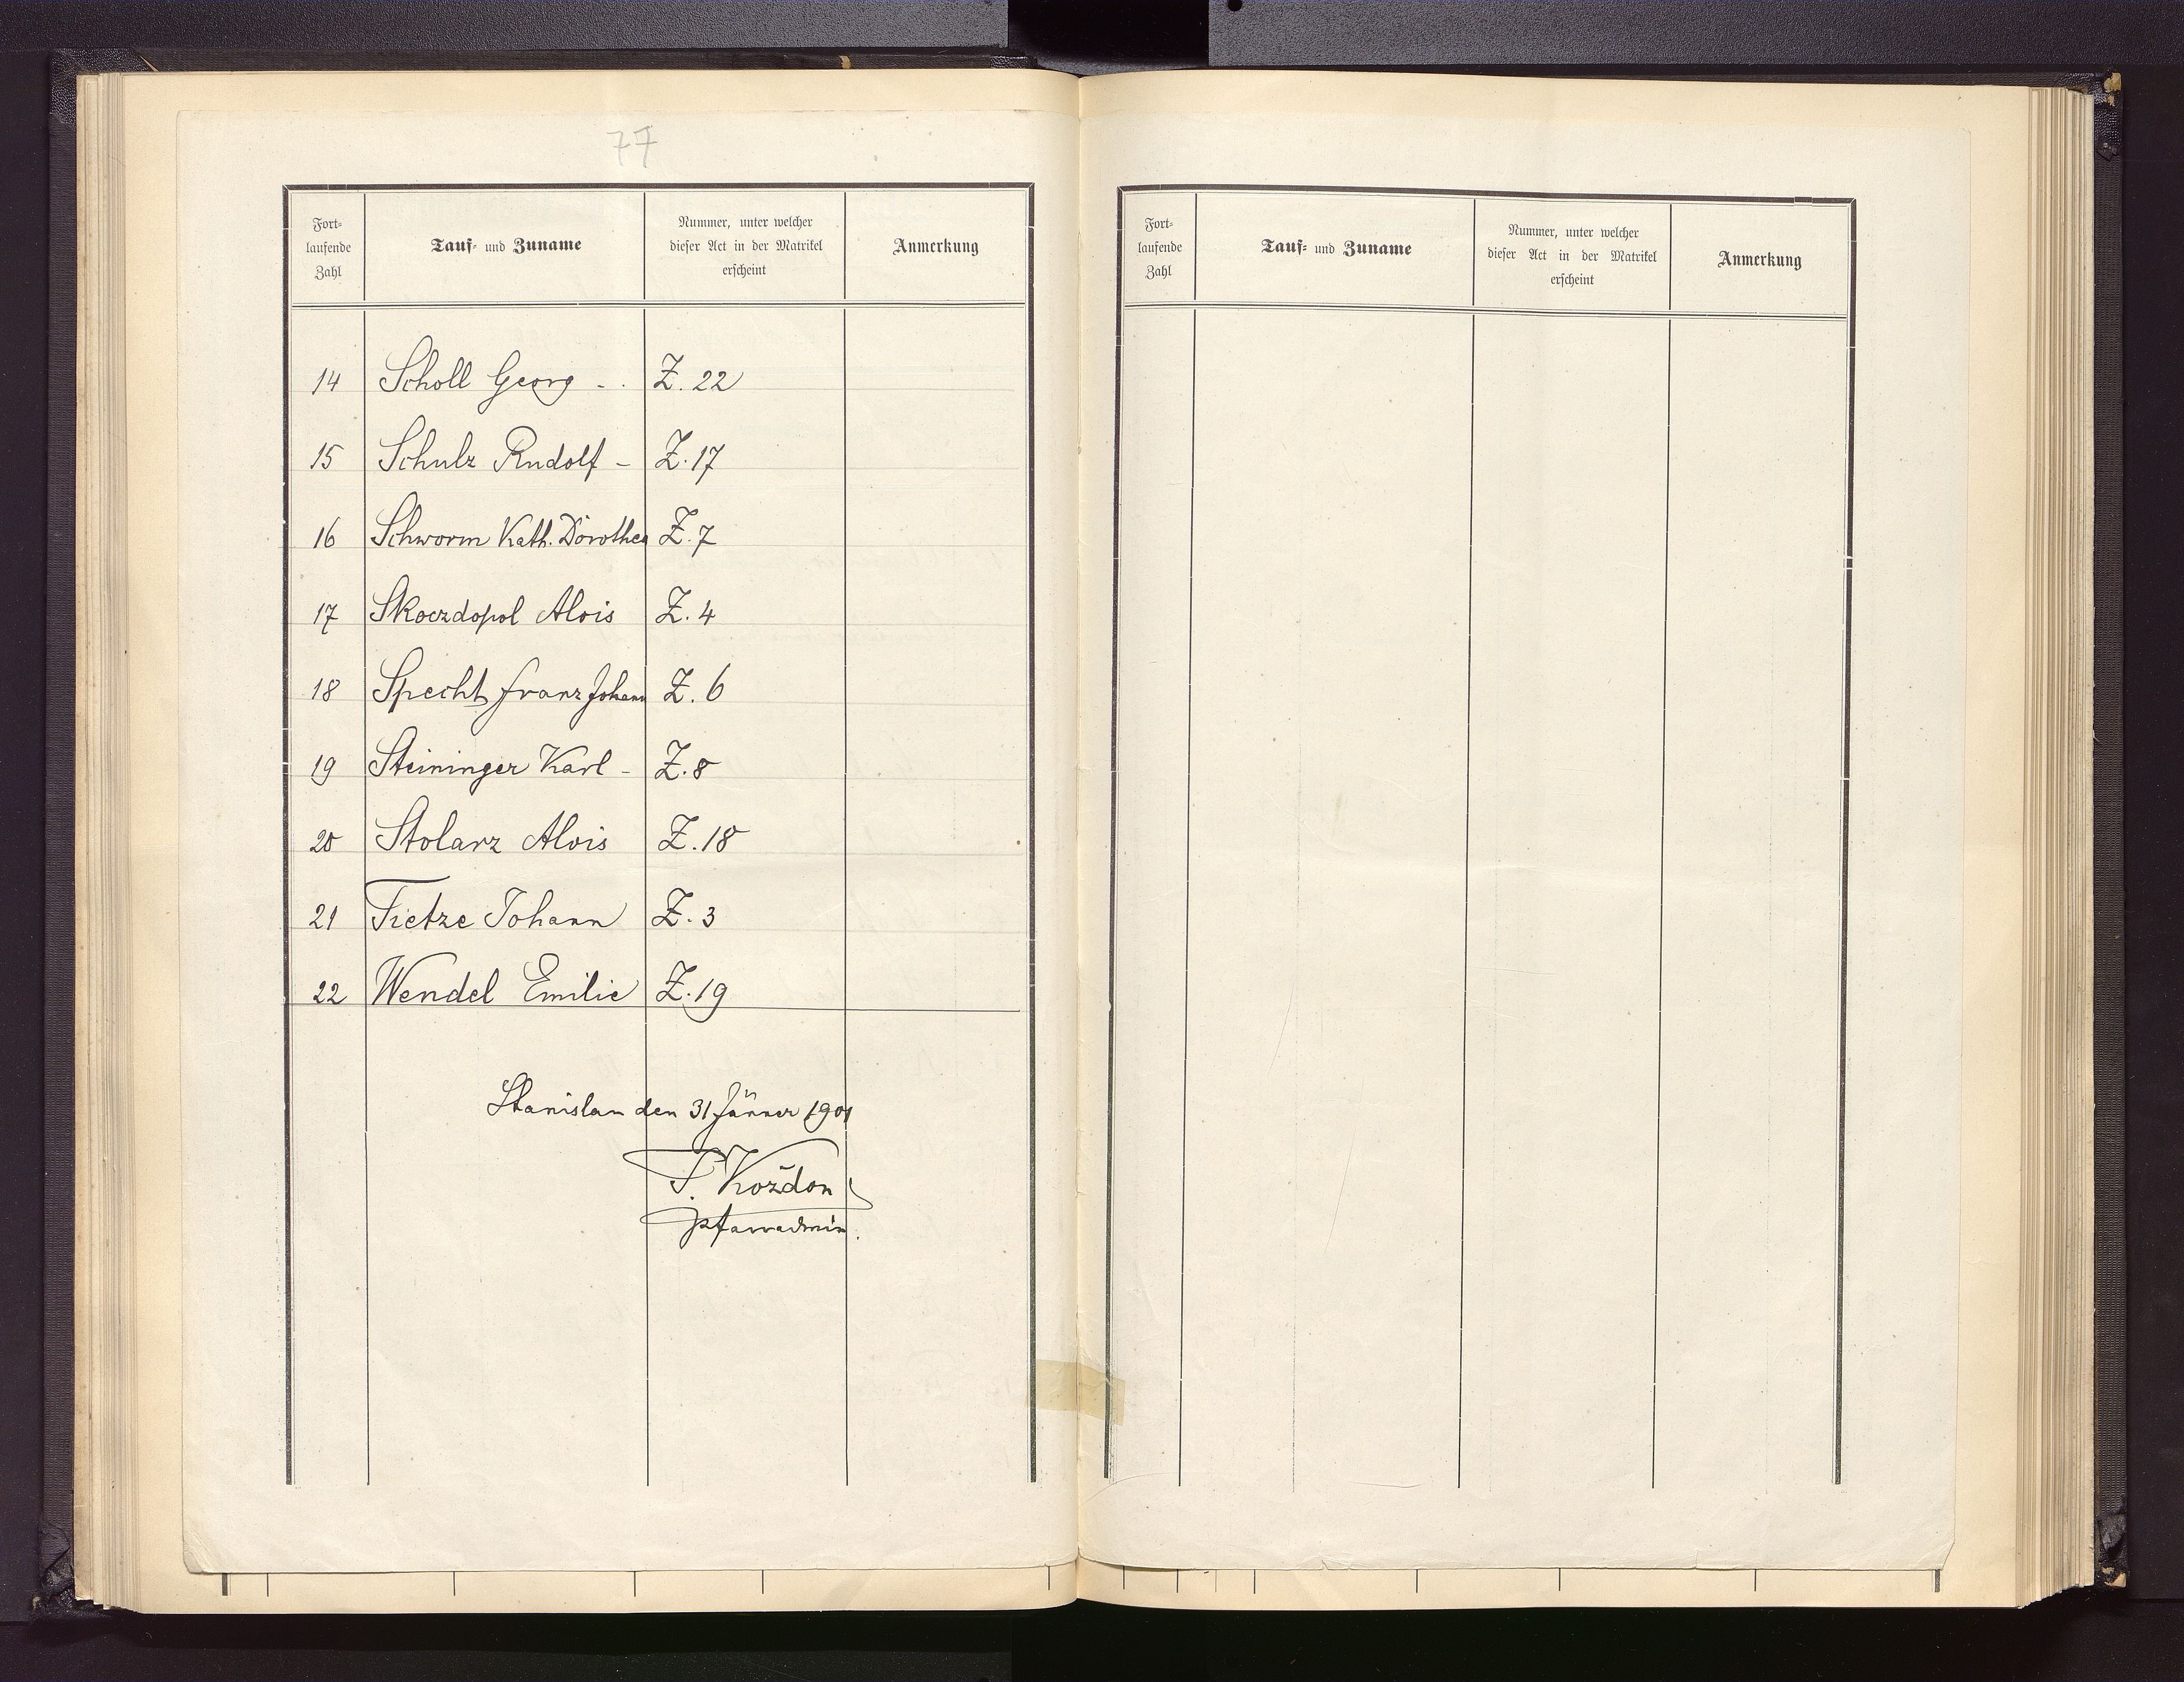 77
Fort-
laufende
Zahl
Tauf- und Zuname
Nummer, unter welcher
dieser Act in der Matrikel
erscheint
Anmerkung
14 Scholl Georg - . Z. 22
15 Schulz Rudolf - Z. 17
16 Schworm Kath. Dorothea Z. 7
17 Skoczdopol Alois Z. 4
18 Specht Franz Johann Z. 6
19 Steininger Karl - Z. 8
20 Stolarz Alois Z. 18
21 Tietze Johann Z. 3
22 Wendel Emilie Z. 19
Stanislau den 31 Jänner 1901
T. Kożdon
Pfarradmin.
Fort-
laufende
Zahl
Tauf- und Zuname
Nummer, unter welcher
dieser Act in der Matrikel
erscheint
Anmerkung